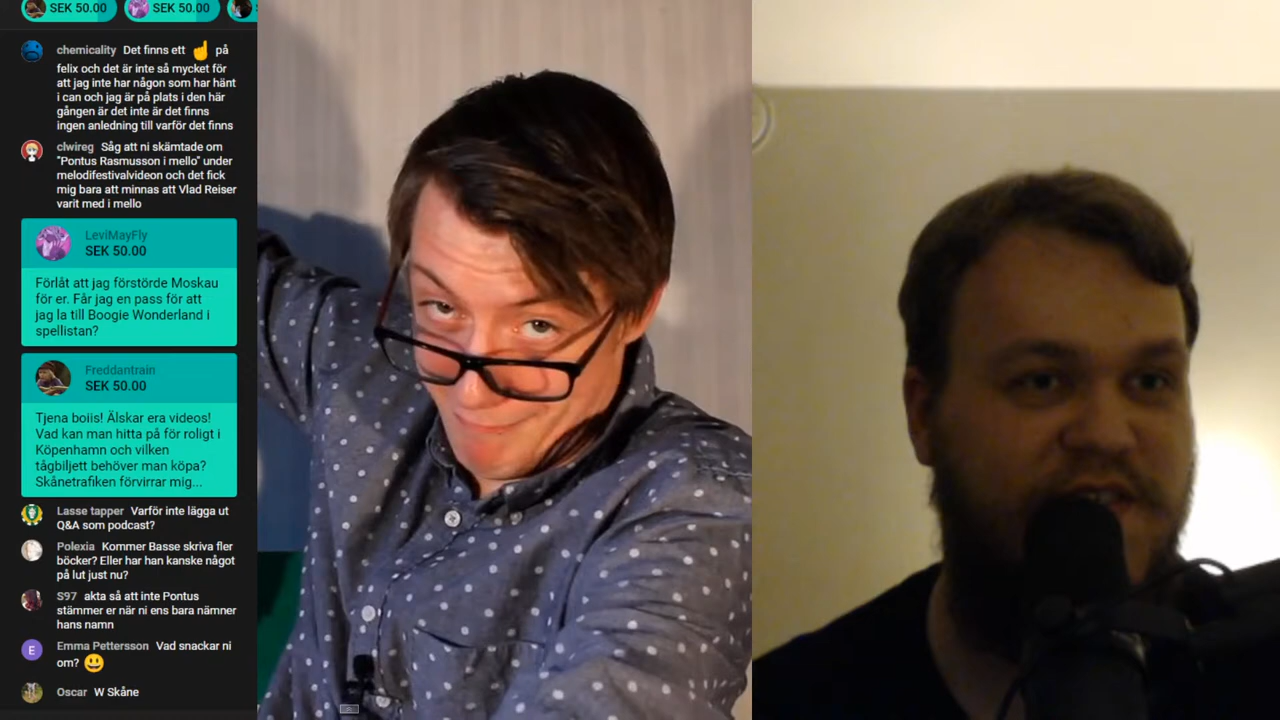 SEK 50.00 SEK 50.00
chemicality Det finns ett ☝ på
felix och det är inte så mycket för
att jag inte har någon som har hänt
i can och jag är på plats i den här
gången är det inte är det finns
ingen anledning till varför det finns
clwireg Såg att ni skämtade om
"Pontus Rasmusson i mello" under
melodifestivalvideon och det fick
mig bara att minnas att Vlad Reiser
varit med i mello
LeviMayFly
SEK 50.00
Förlåt att jag förstörde Moskau
för er. Får jag en pass för att
jag la till Boogie Wonderland i
spellistan?
Freddantrain
SEK 50.00
Tjena boiis! Älskar era videos!
Vad kan man hitta på för roligt i
Köpenhamn och vilken
tågbiljett behöver man köpa?
Skånetrafiken förvirrar mig...
Lasse tapper Varför inte lägga ut
Q&A som podcast?
Polexia Kommer Basse skriva fler
böcker? Eller har han kanske något
på lut just nu?
S97 akta så att inte Pontus
stämmer er när ni ens bara nämner
hans namn
E Emma Pettersson Vad snackar ni
om? 😃
Oscar W Skåne